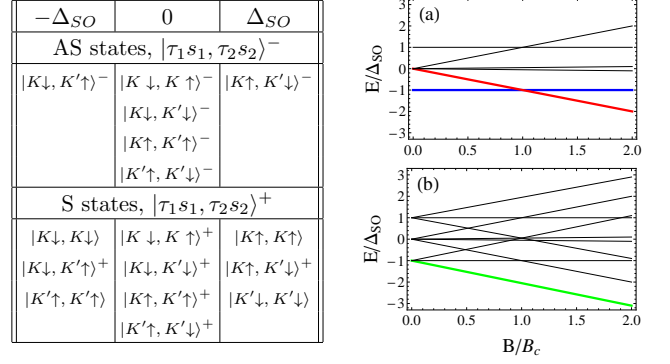 −Δ_SO 0 Δ_SO
AS states, |τ₁s₁, τ₂s₂⟩⁻
|K↓, K′↑⟩⁻ |K ↓, K ↑⟩⁻ |K↑, K′↓⟩⁻
|K↓, K′↓⟩⁻
|K↑, K′↑⟩⁻
|K′↑, K′↓⟩⁻
S states, |τ₁s₁, τ₂s₂⟩⁺
|K↓, K↓⟩ |K ↓, K ↑⟩⁺ |K↑, K↑⟩
|K↓, K′↑⟩⁺ |K↓, K′↓⟩⁺ |K↑, K′↓⟩⁺
|K′↑, K′↑⟩ |K↑, K′↑⟩⁺ |K′↓, K′↓⟩
|K′↑, K′↓⟩⁺
(a)
E/Δ_SO
3
2
1
0
−1
−2
−3
0.0 0.5 1.0 1.5 2.0
(b)
E/Δ_SO
3
2
1
0
−1
−2
−3
0.0 0.5 1.0 1.5 2.0
B/B_c